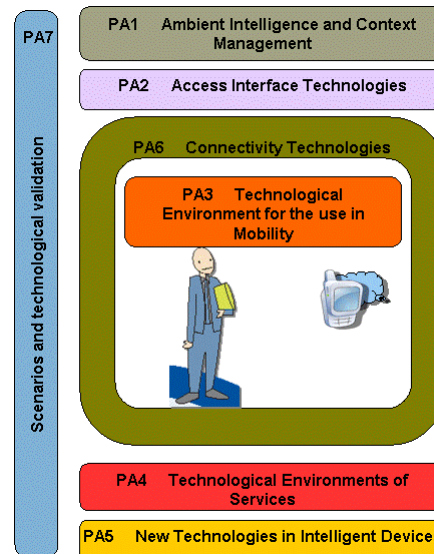 PA7
Scenarios and technological validation
PA1 Ambient Intelligence and Context
Management
PA2 Access Interface Technologies
PA6 Connectivity Technologies
PA3 Technological
Environment for the use in
Mobility
PA4 Technological Environments of
Services
PA5 New Technologies in Intelligent Device